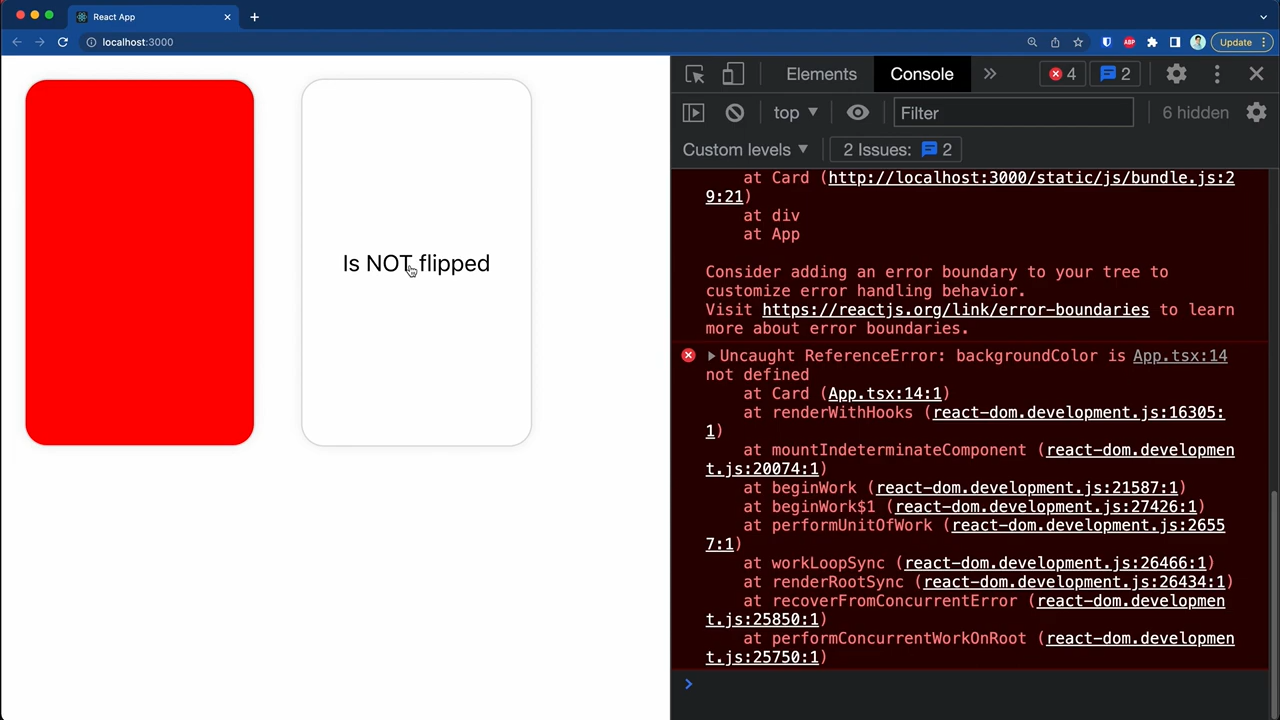 React App
localhost:3000
ABP
Update
Is NOT flipped
Elements
Console
4
2
top
Filter
6 hidden
Custom levels
2 Issues:
2
at Card (http://localhost:3000/static/js/bundle.js:2
9:21)
at div
at App
Consider adding an error boundary to your tree to
customize error handling behavior.
Visit https://reactjs.org/link/error-boundaries to learn
more about error boundaries.
Uncaught ReferenceError: backgroundColor is App.tsx:14
not defined
at Card (App.tsx:14:1)
at renderWithHooks (react-dom.development.js:16305:
1)
at mountIndeterminateComponent (react-dom.developmen
t.js:20074:1)
at beginWork (react-dom.development.js:21587:1)
at beginWork$1 (react-dom.development.js:27426:1)
at performUnitOfWork (react-dom.development.js:2655
7:1)
at workLoopSync (react-dom.development.js:26466:1)
at renderRootSync (react-dom.development.js:26434:1)
at recoverFromConcurrentError (react-dom.developmen
t.js:25850:1)
at performConcurrentWorkOnRoot (react-dom.developmen
t.js:25750:1)